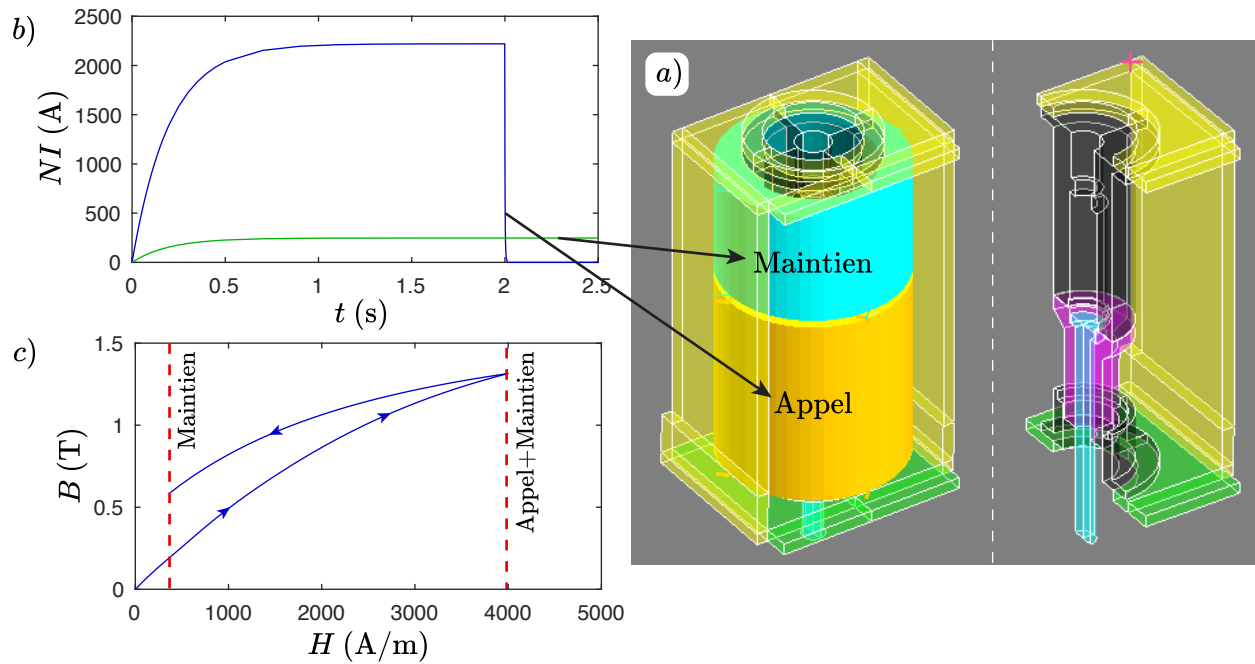 b)
2500
2000
1500
1000
500
0
NI (A)
0 0.5 1 1.5 2 2.5
t (s)
a)
Maintien
Appel
c)
1.5
1
0.5
0
B (T)
Maintien
Appel+Maintien
0 1000 2000 3000 4000 5000
H (A/m)